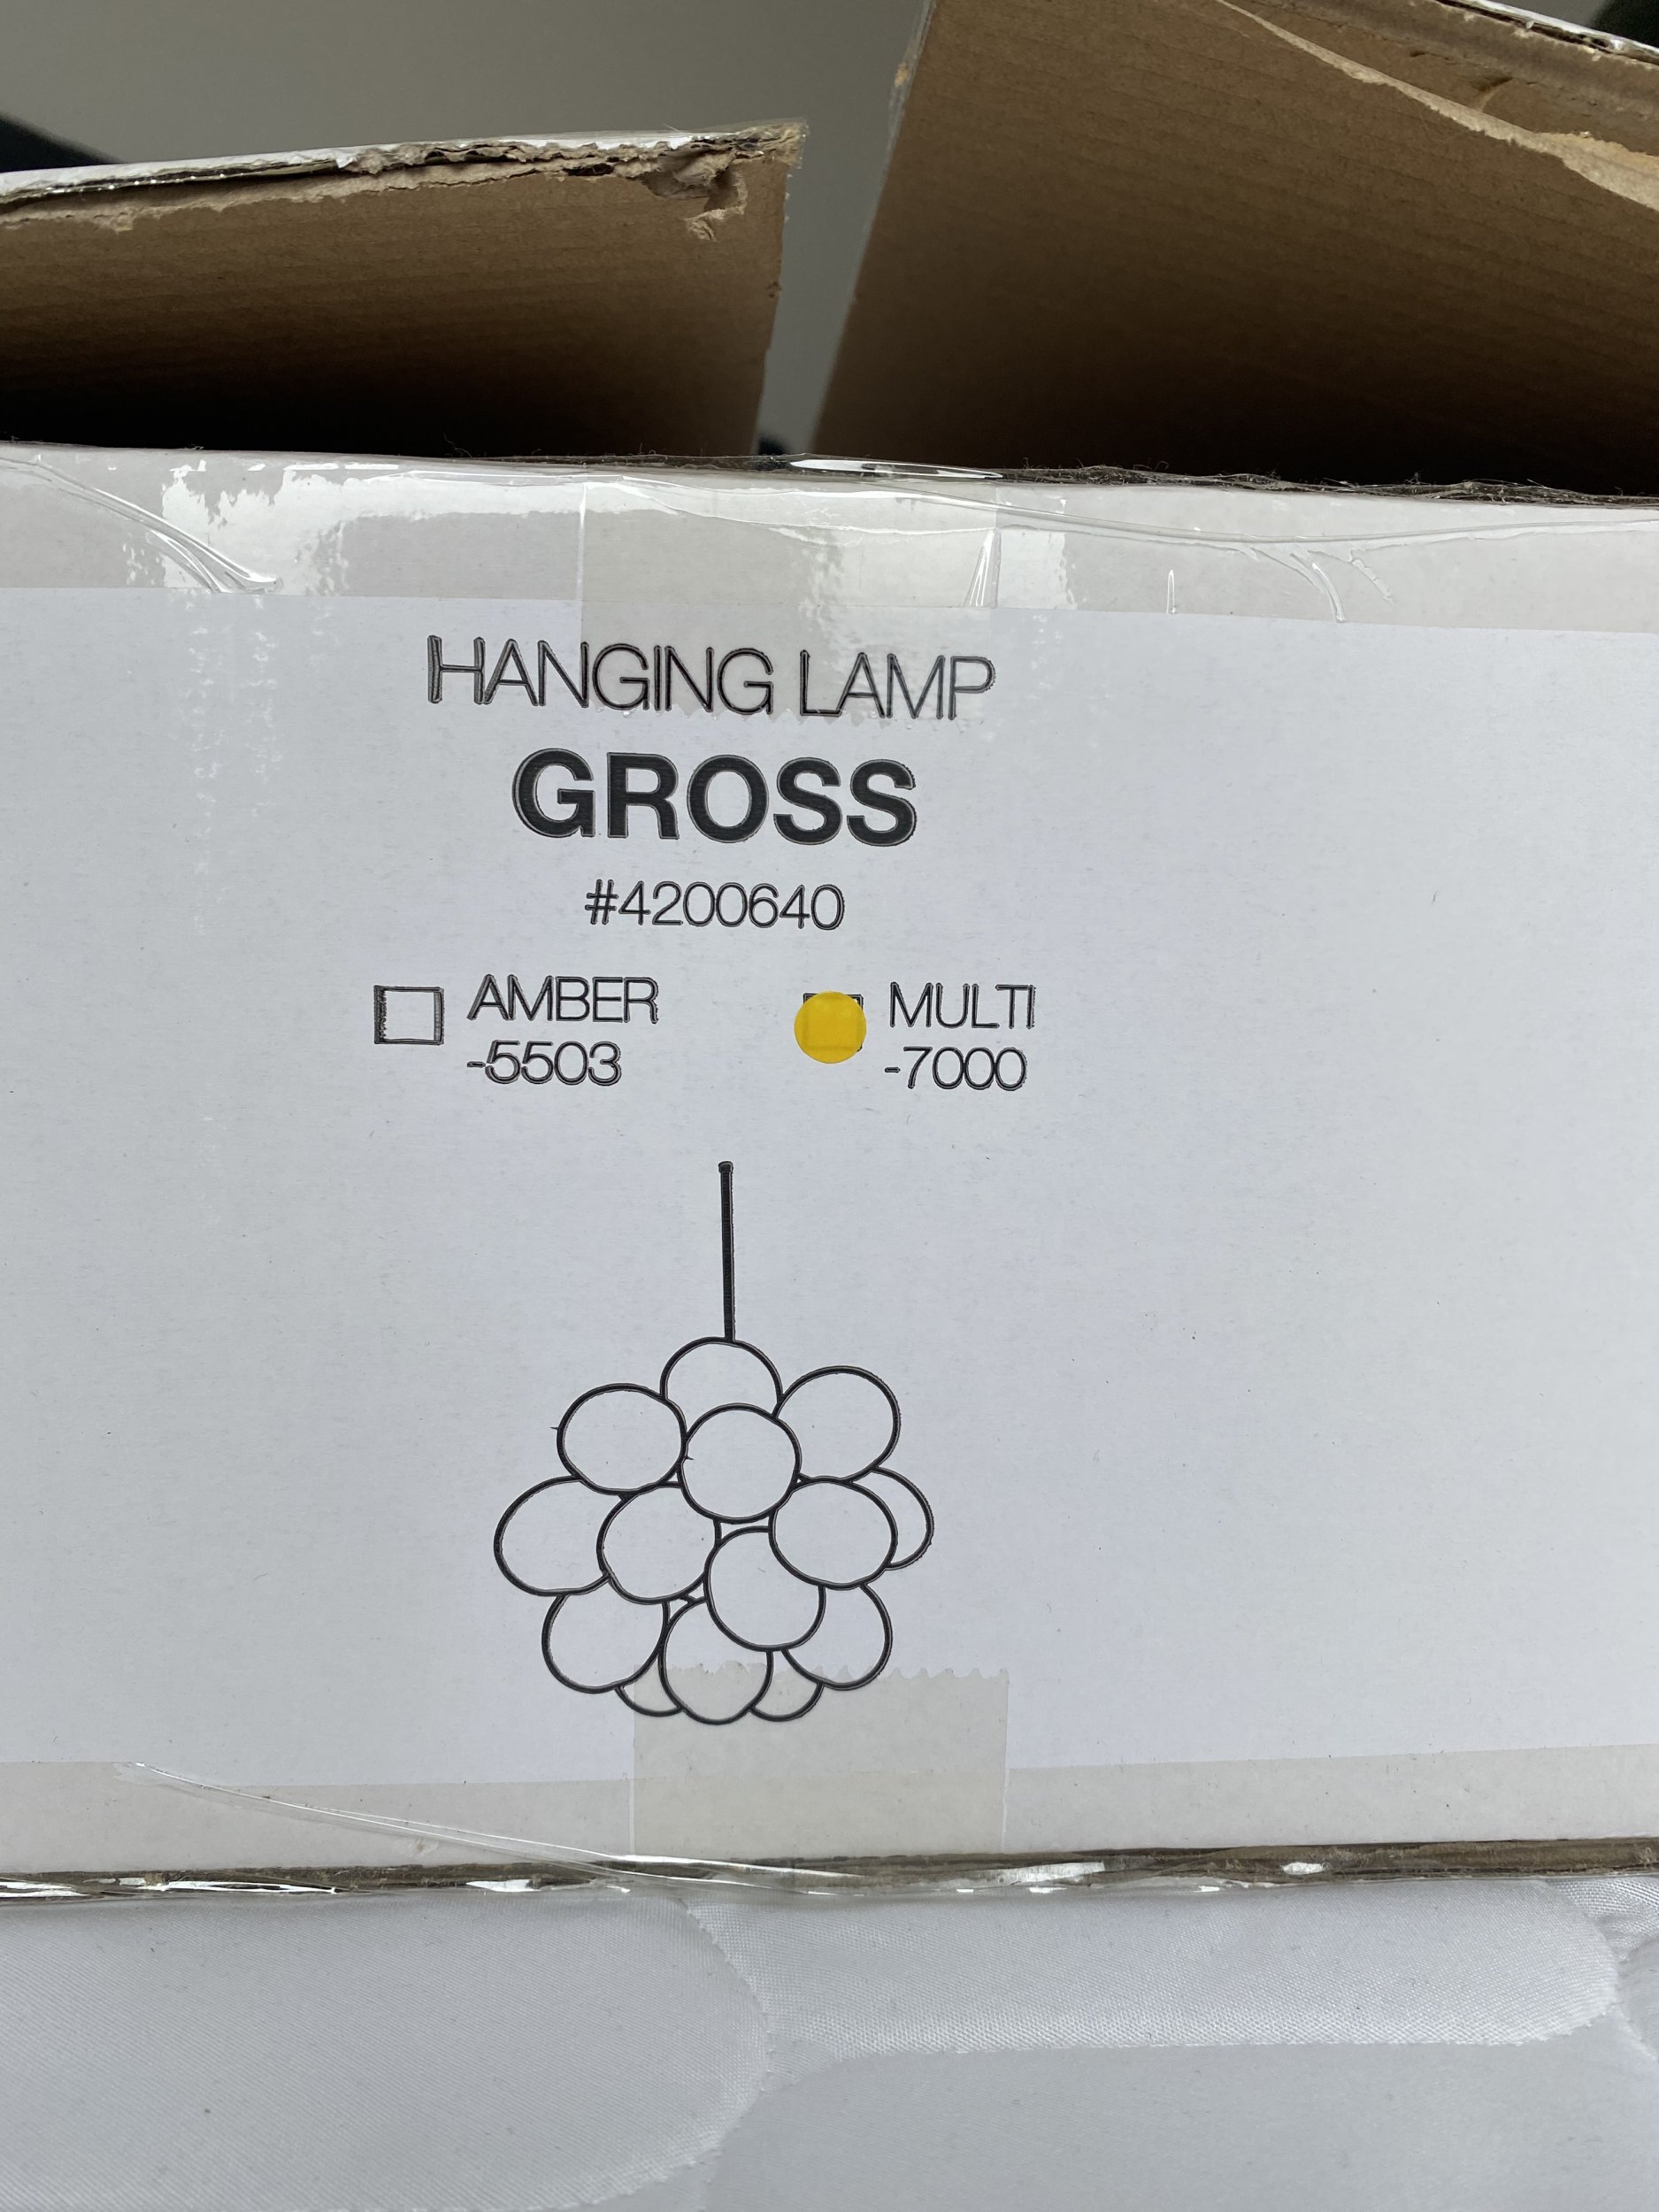 HANGING LAMP
GROSS
#4200640
AMBER MULTI
-5503 -7000